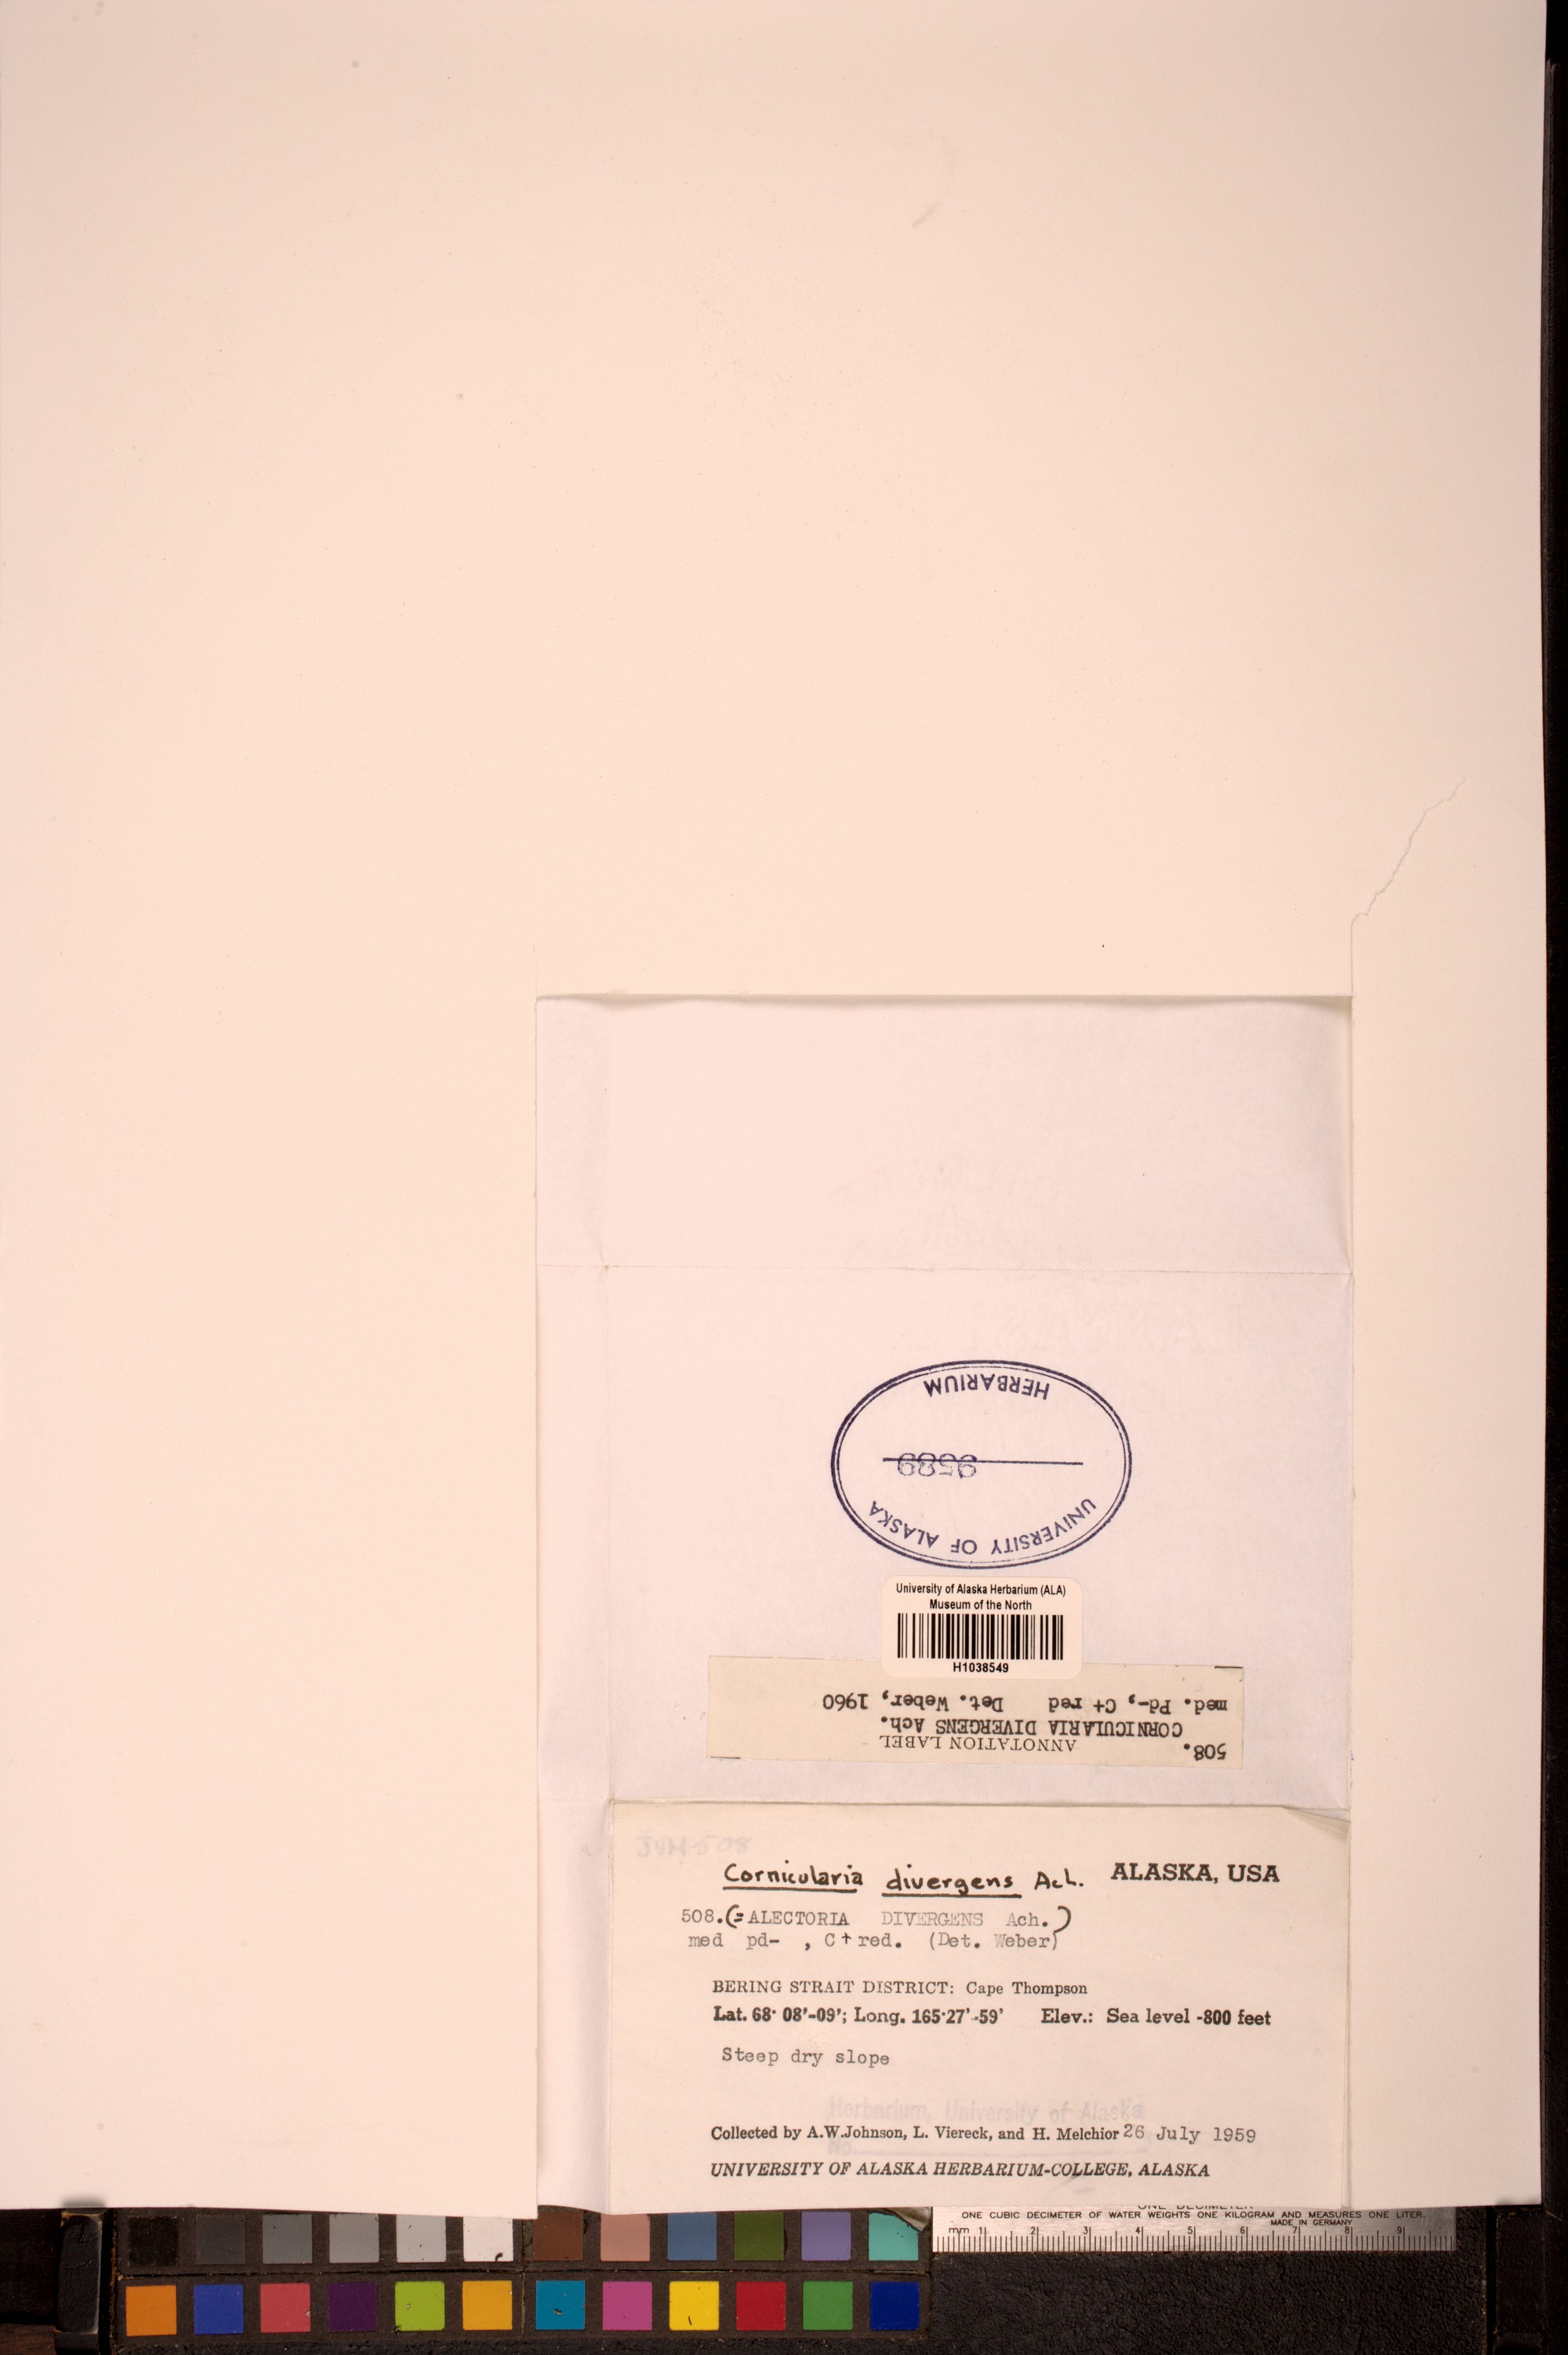 HERBARIUM
9589
UNIVERSITY OF ALASKA
University of Alaska Herbarium (ALA)
Museum of the North
H1038549
508. ANNOTATION LABEL
CORNICULARIA DIVERGENS Ach.
med. Pd-, C+ red Det. Weber, 1960
JVM-508
Cornicularia divergens Ach. ALASKA, USA
508.(=ALECTORIA DIVERGENS Ach.)
med pd- , C+red. (Det. Weber)
BERING STRAIT DISTRICT: Cape Thompson
Lat. 68° 08'-09'; Long. 165°27'-59' Elev.: Sea level -800 feet
Steep dry slope
Herbarium, University of Alaska
No.
Collected by A.W.Johnson, L. Viereck, and H. Melchior 26 July 1959
UNIVERSITY OF ALASKA HERBARIUM-COLLEGE, ALASKA
ONE DECIMETER
ONE CUBIC DECIMETER OF WATER WEIGHTS ONE KILOGRAM AND MEASURES ONE LITER.
MADE IN GERMANY
mm 1 2 3 4 5 6 7 8 9